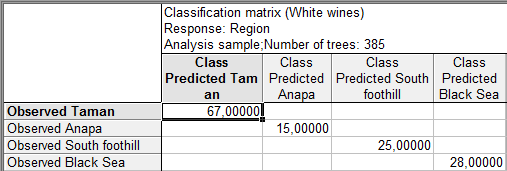 Classification matrix (White wines)
Response: Region
Analysis sample;Number of trees: 385
Class Class Class Class
Predicted Tam Predicted Predicted South Predicted
an Anapa foothill Black Sea
Observed Taman 67,00000
Observed Anapa 15,00000
Observed South foothill 25,00000
Observed Black Sea 28,00000